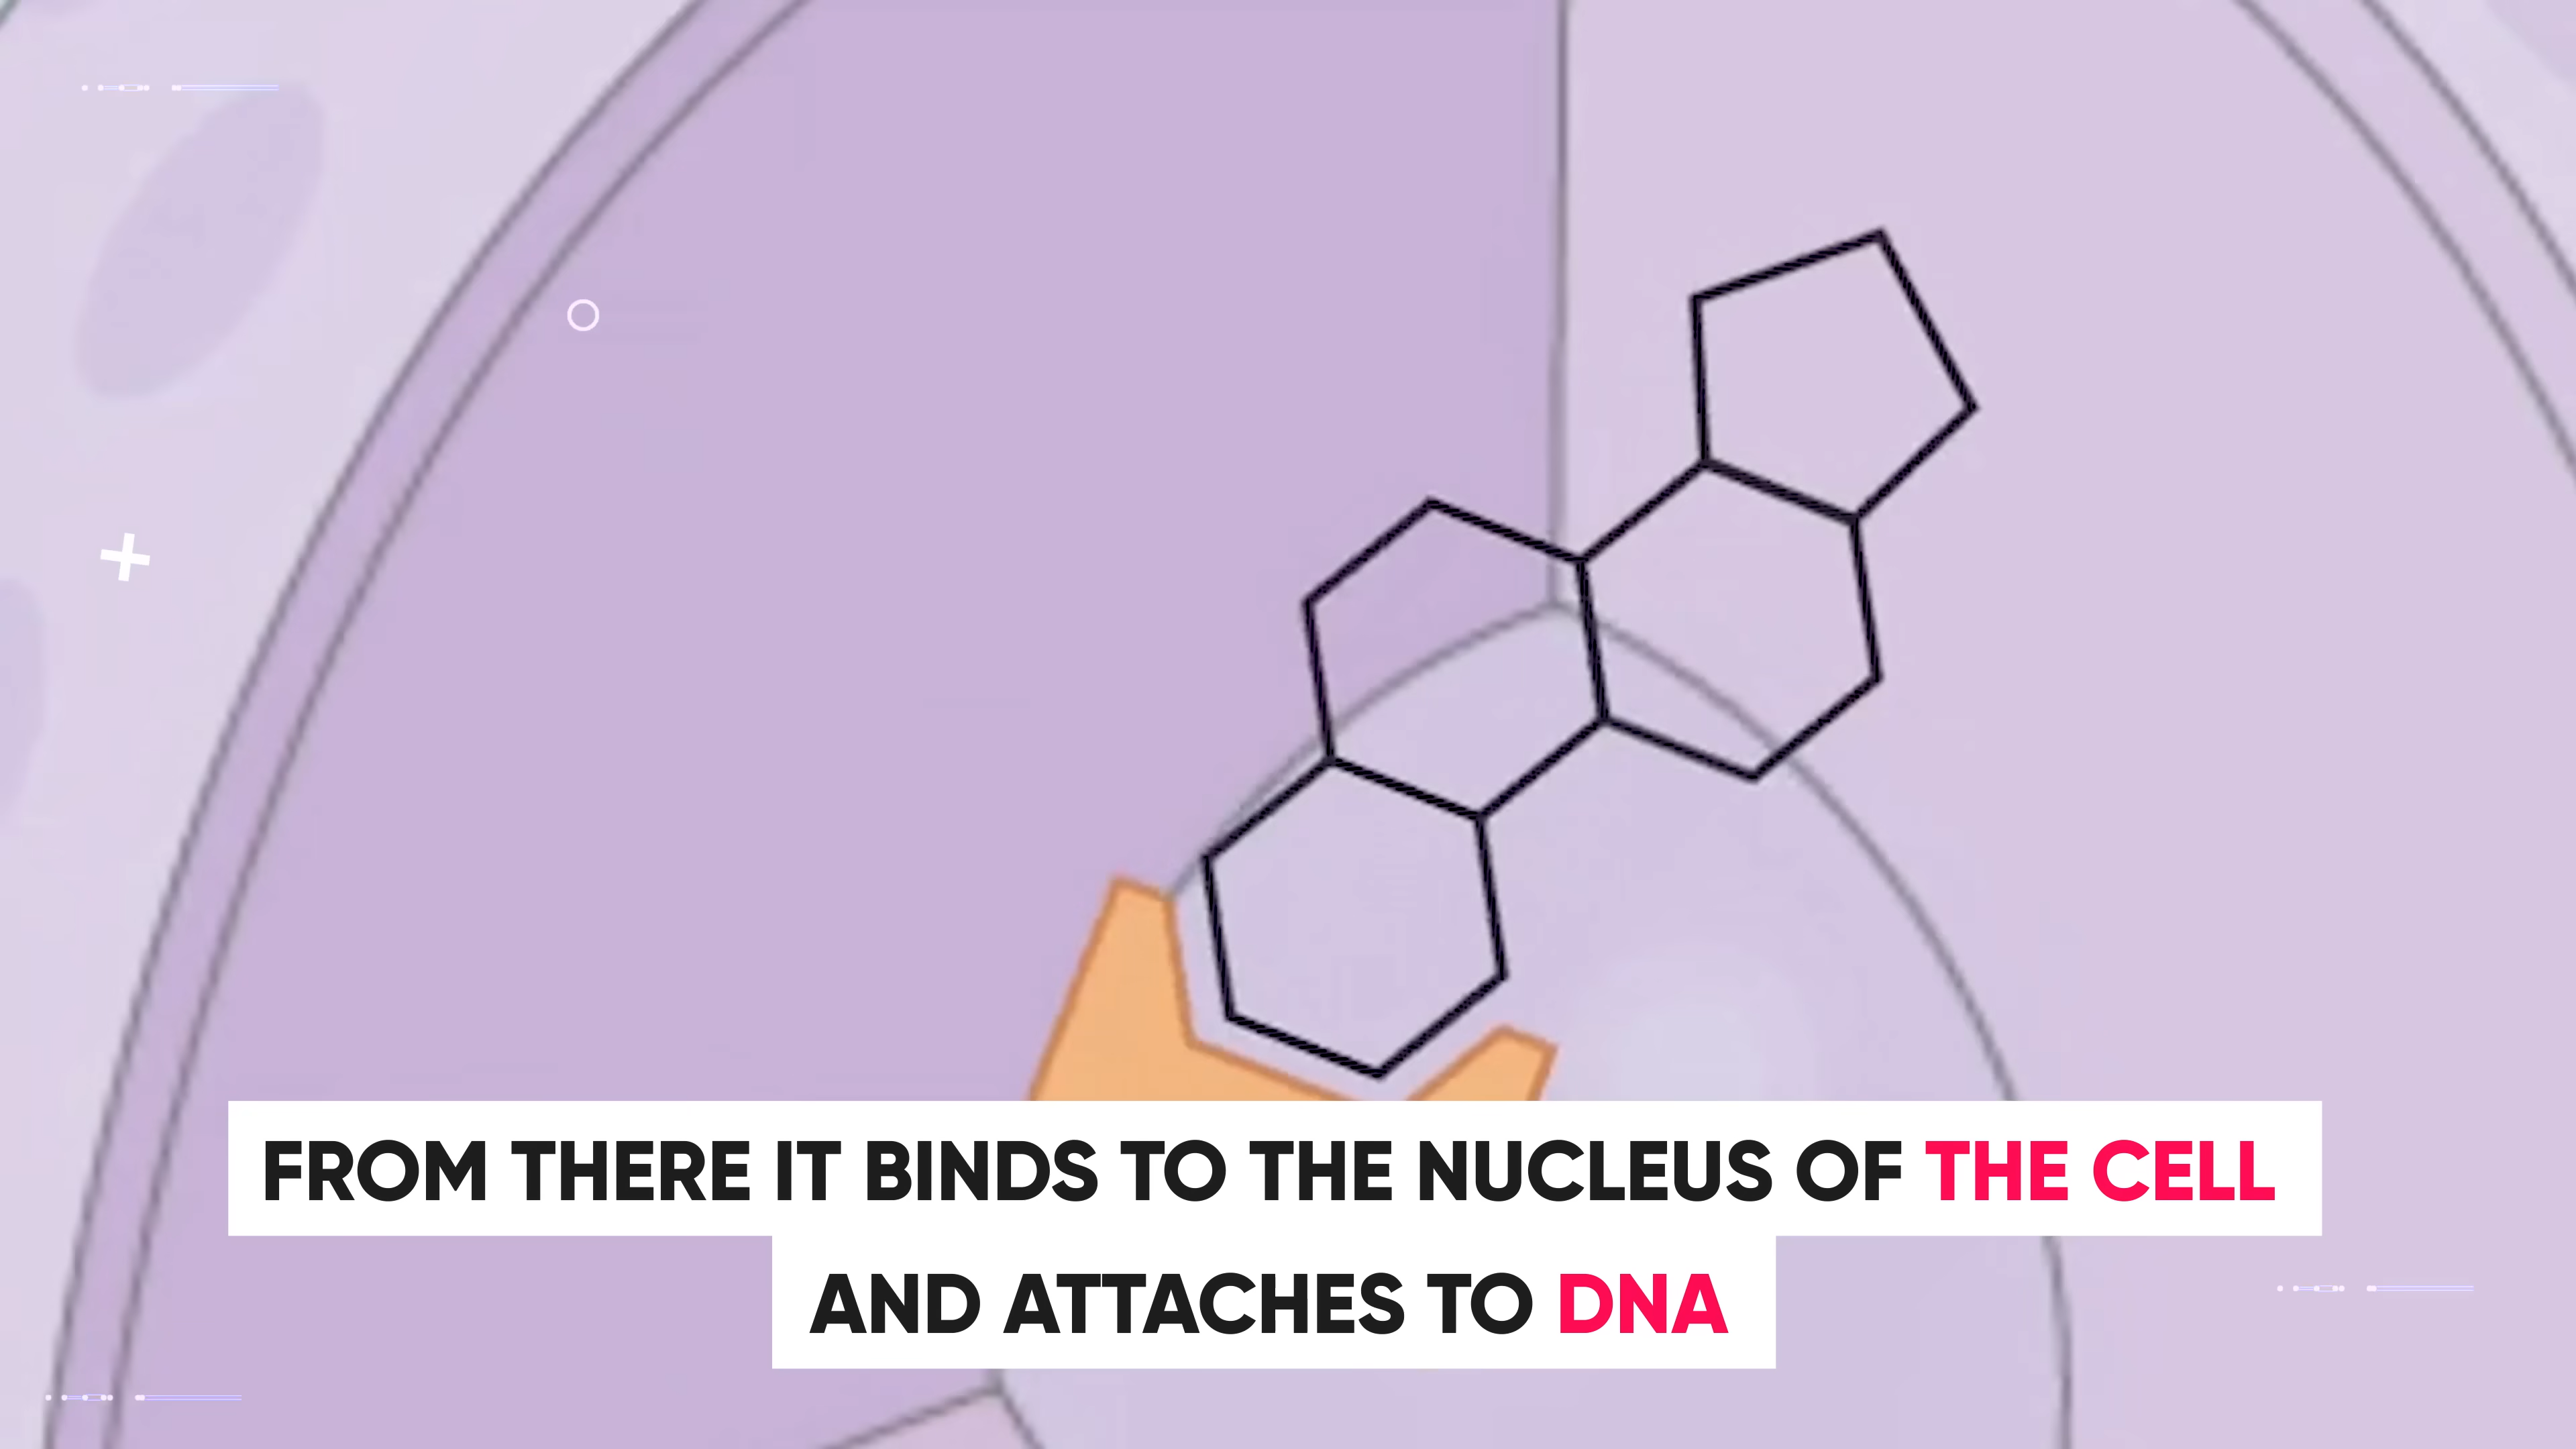 FROM THERE IT BINDS TO THE NUCLEUS OF THE CELL
AND ATTACHES TO DNA